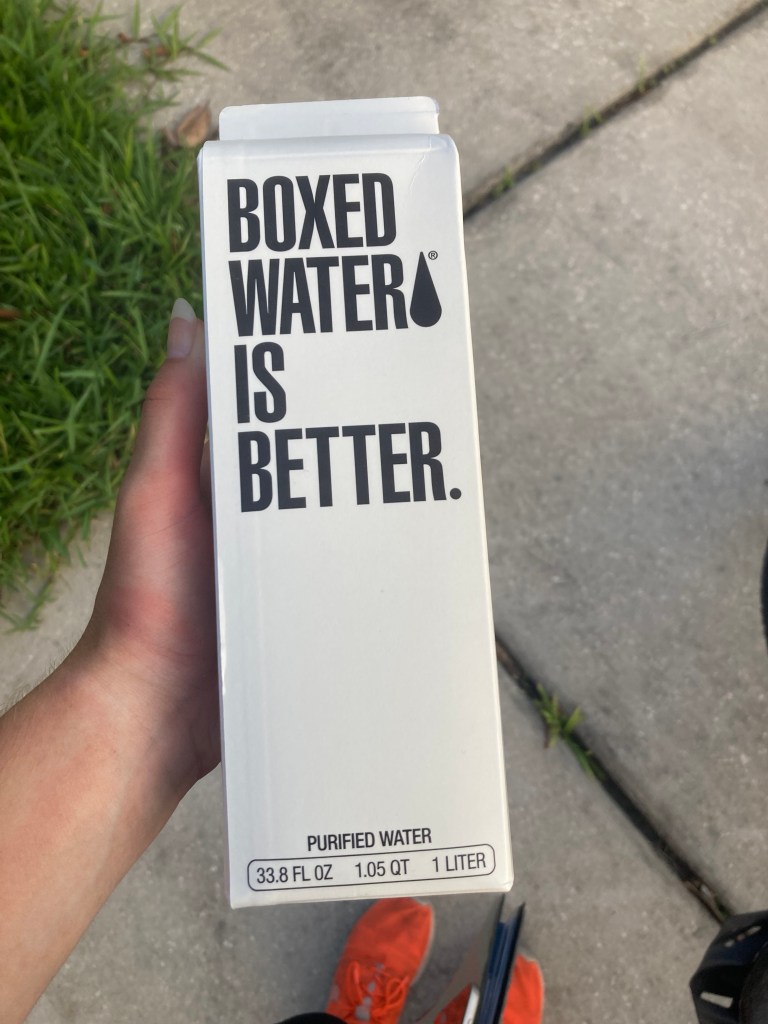 BOXED
WATER®
IS
BETTER.
PURIFIED WATER
33.8 FL OZ 1.05 QT 1 LITER